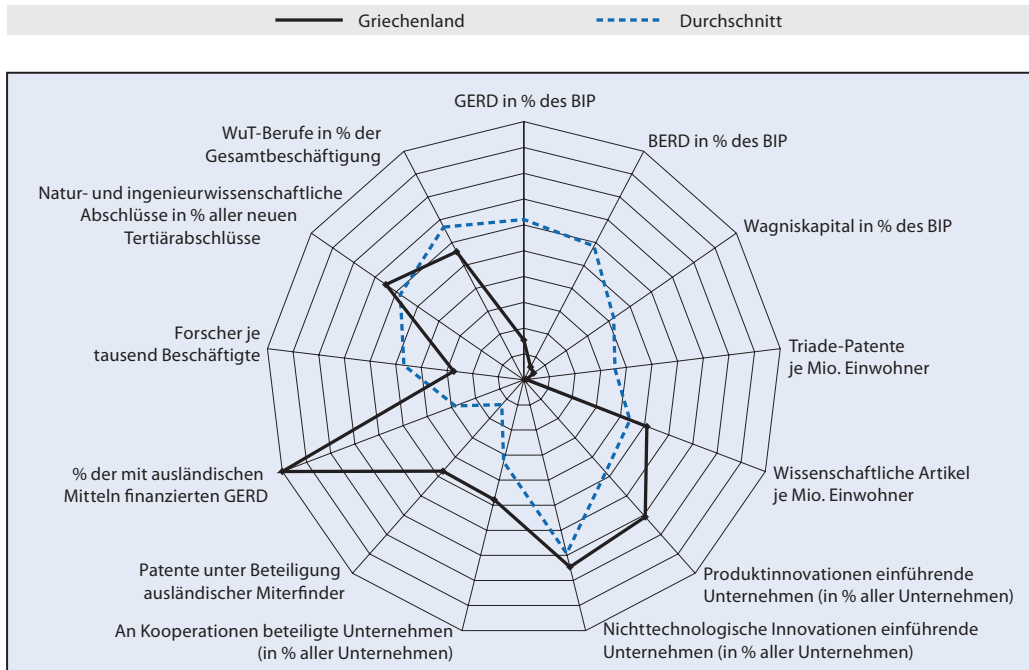 Griechenland
Durchschnitt
GERD in % des BIP
BERD in % des BIP
Wagniskapital in % des BIP
Triade-Patente
je Mio. Einwohner
Wissenschaftliche Artikel
je Mio. Einwohner
Produktinnovationen einführende
Unternehmen (in % aller Unternehmen)
Nichttechnologische Innovationen einführende
Unternehmen (in % aller Unternehmen)
An Kooperationen beteiligte Unternehmen
(in % aller Unternehmen)
Patente unter Beteiligung
ausländischer Miterfinder
% der mit ausländischen
Mitteln finanzierten GERD
Forscher je
tausend Beschäftigte
Natur- und ingenieurwissenschaftliche
Abschlüsse in % aller neuen
Tertiärabschlüsse
WuT-Berufe in % der
Gesamtbeschäftigung